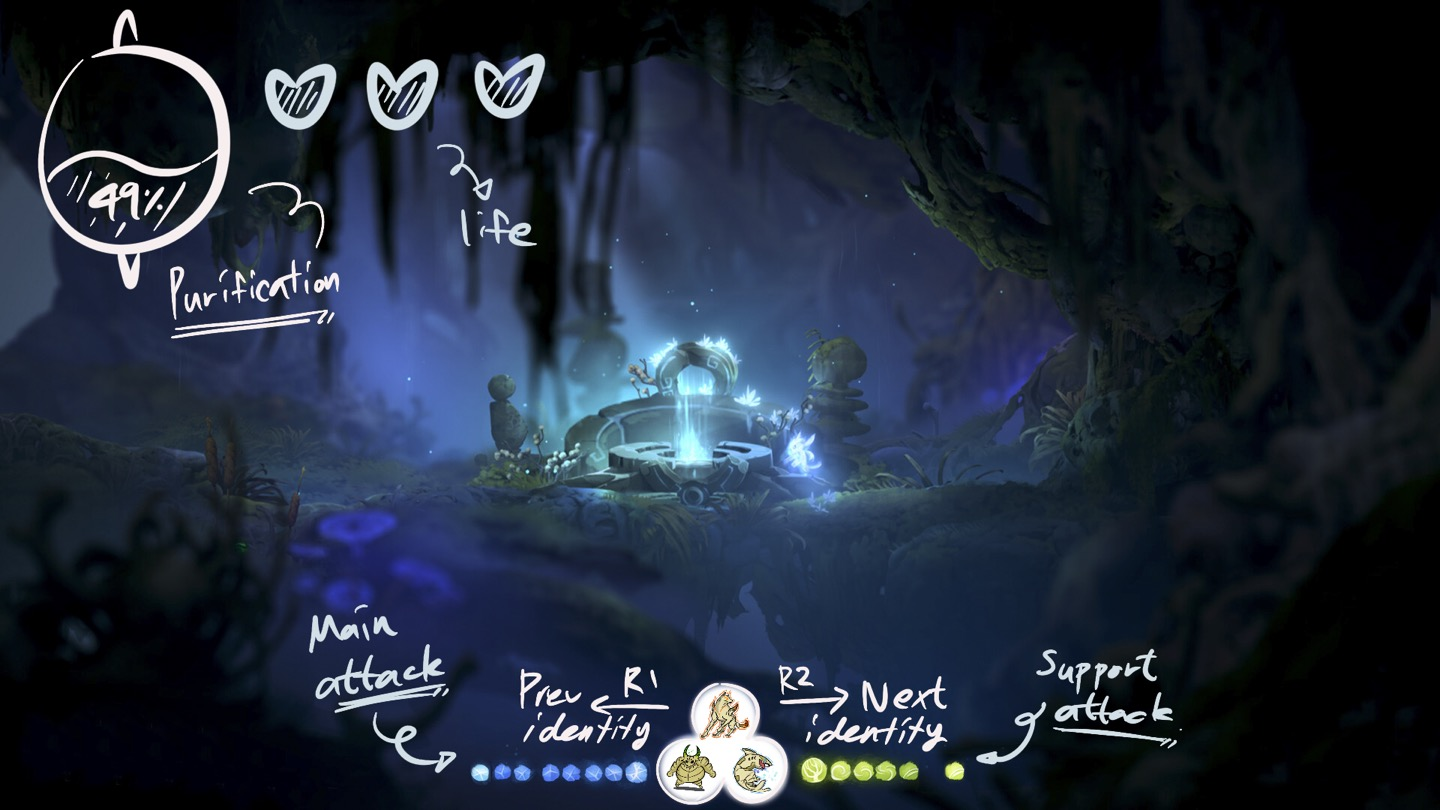 49%
Purification
life
Main
attack
Prev R1
identity
R2 Next
identity
Support
attack